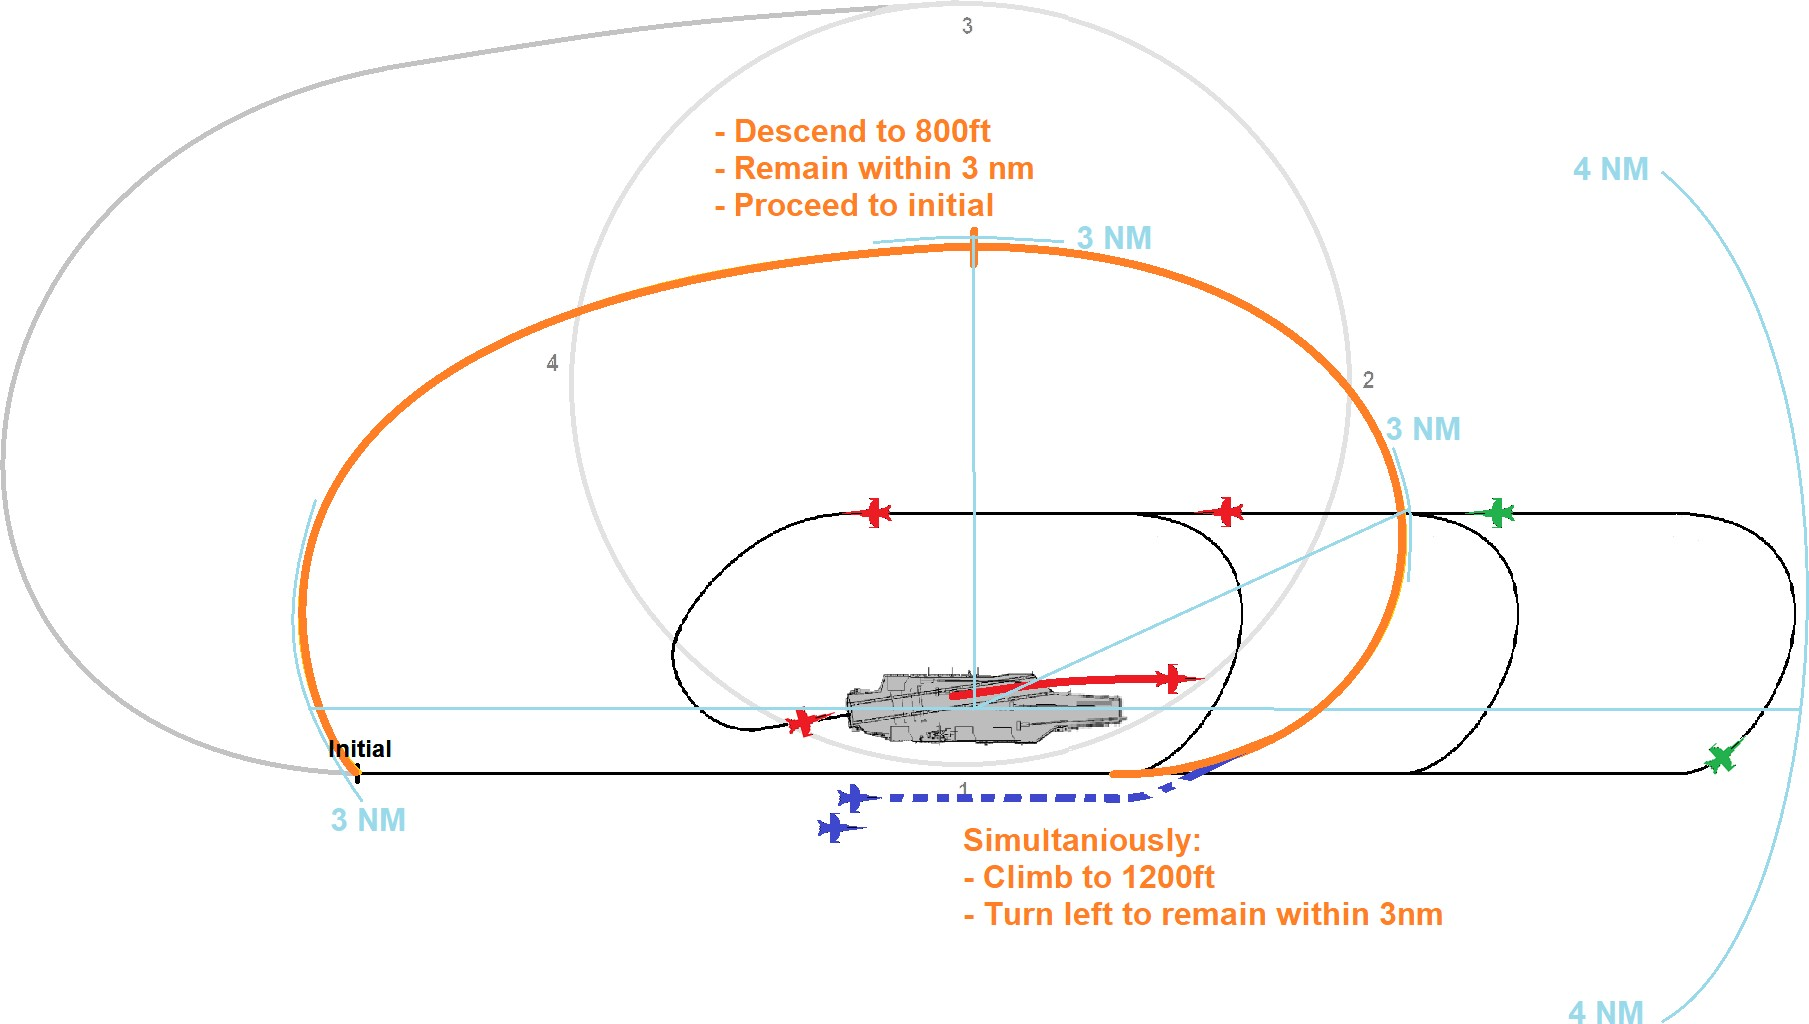 3
- Descend to 800ft
- Remain within 3 nm
- Proceed to initial
4 NM
3 NM
4
2
3 NM
Initial
3 NM
1
Simultaniously:
- Climb to 1200ft
- Turn left to remain within 3nm
4 NM